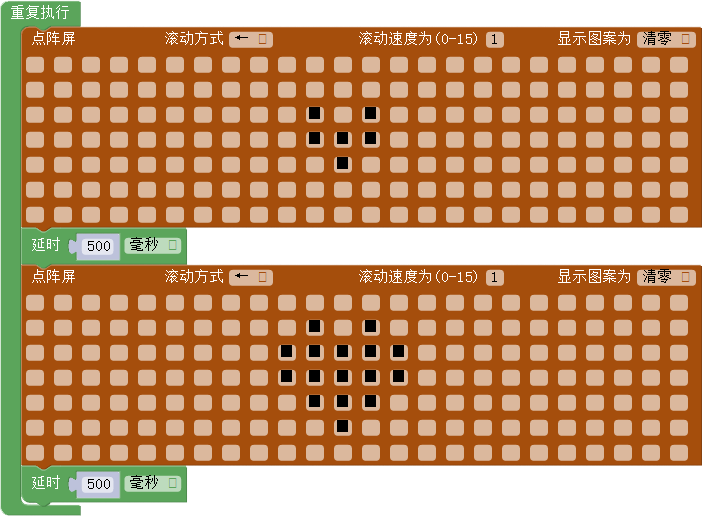 重复执行
点阵屏 滚动方式 ← 滚动速度为(0-15) 1 显示图案为 清零
延时 500 毫秒
点阵屏 滚动方式 ← 滚动速度为(0-15) 1 显示图案为 清零
延时 500 毫秒